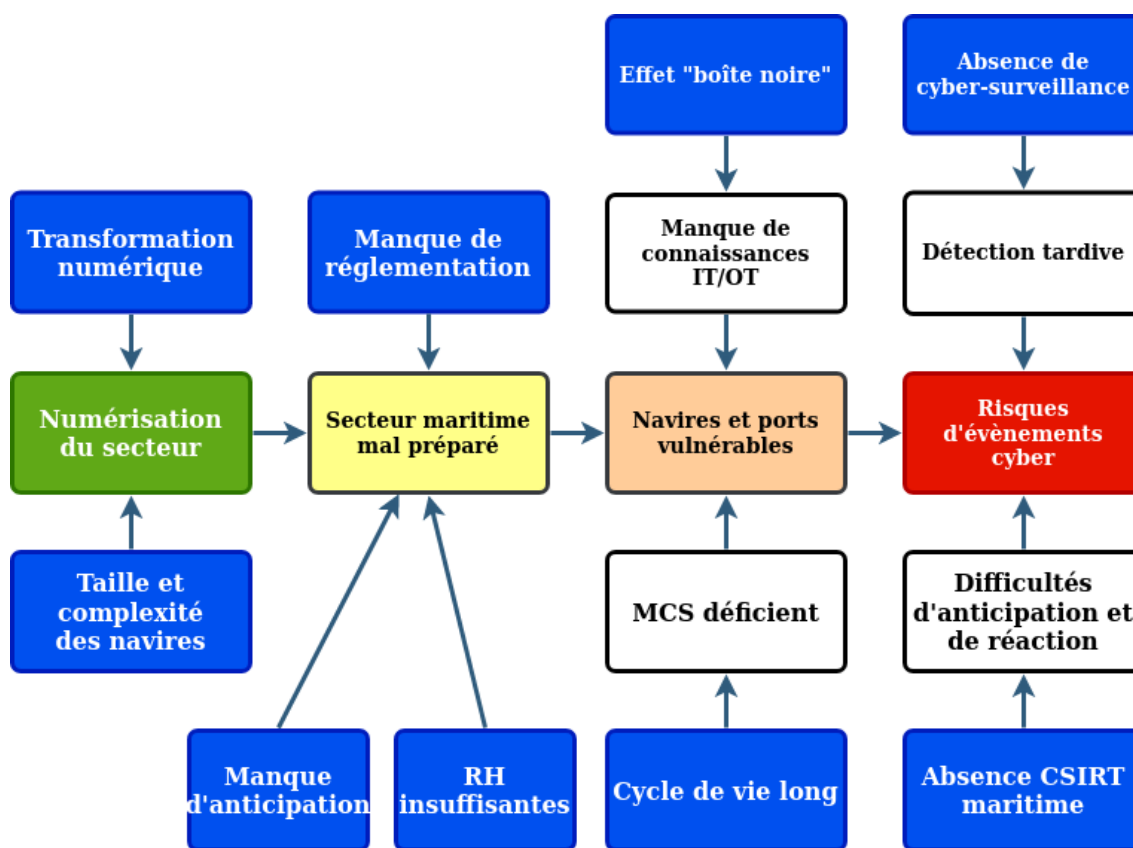 Effet "boîte noire"
Absence de
cyber-surveillance
Transformation
numérique
Manque de
réglementation
Manque de
connaissances
IT/OT
Détection tardive
Numérisation
du secteur
Secteur maritime
mal préparé
Navires et ports
vulnérables
Risques
d'évènements
cyber
Taille et
complexité
des navires
MCS déficient
Difficultés
d'anticipation et
de réaction
Manque
d'anticipation
RH
insuffisantes
Cycle de vie long
Absence CSIRT
maritime